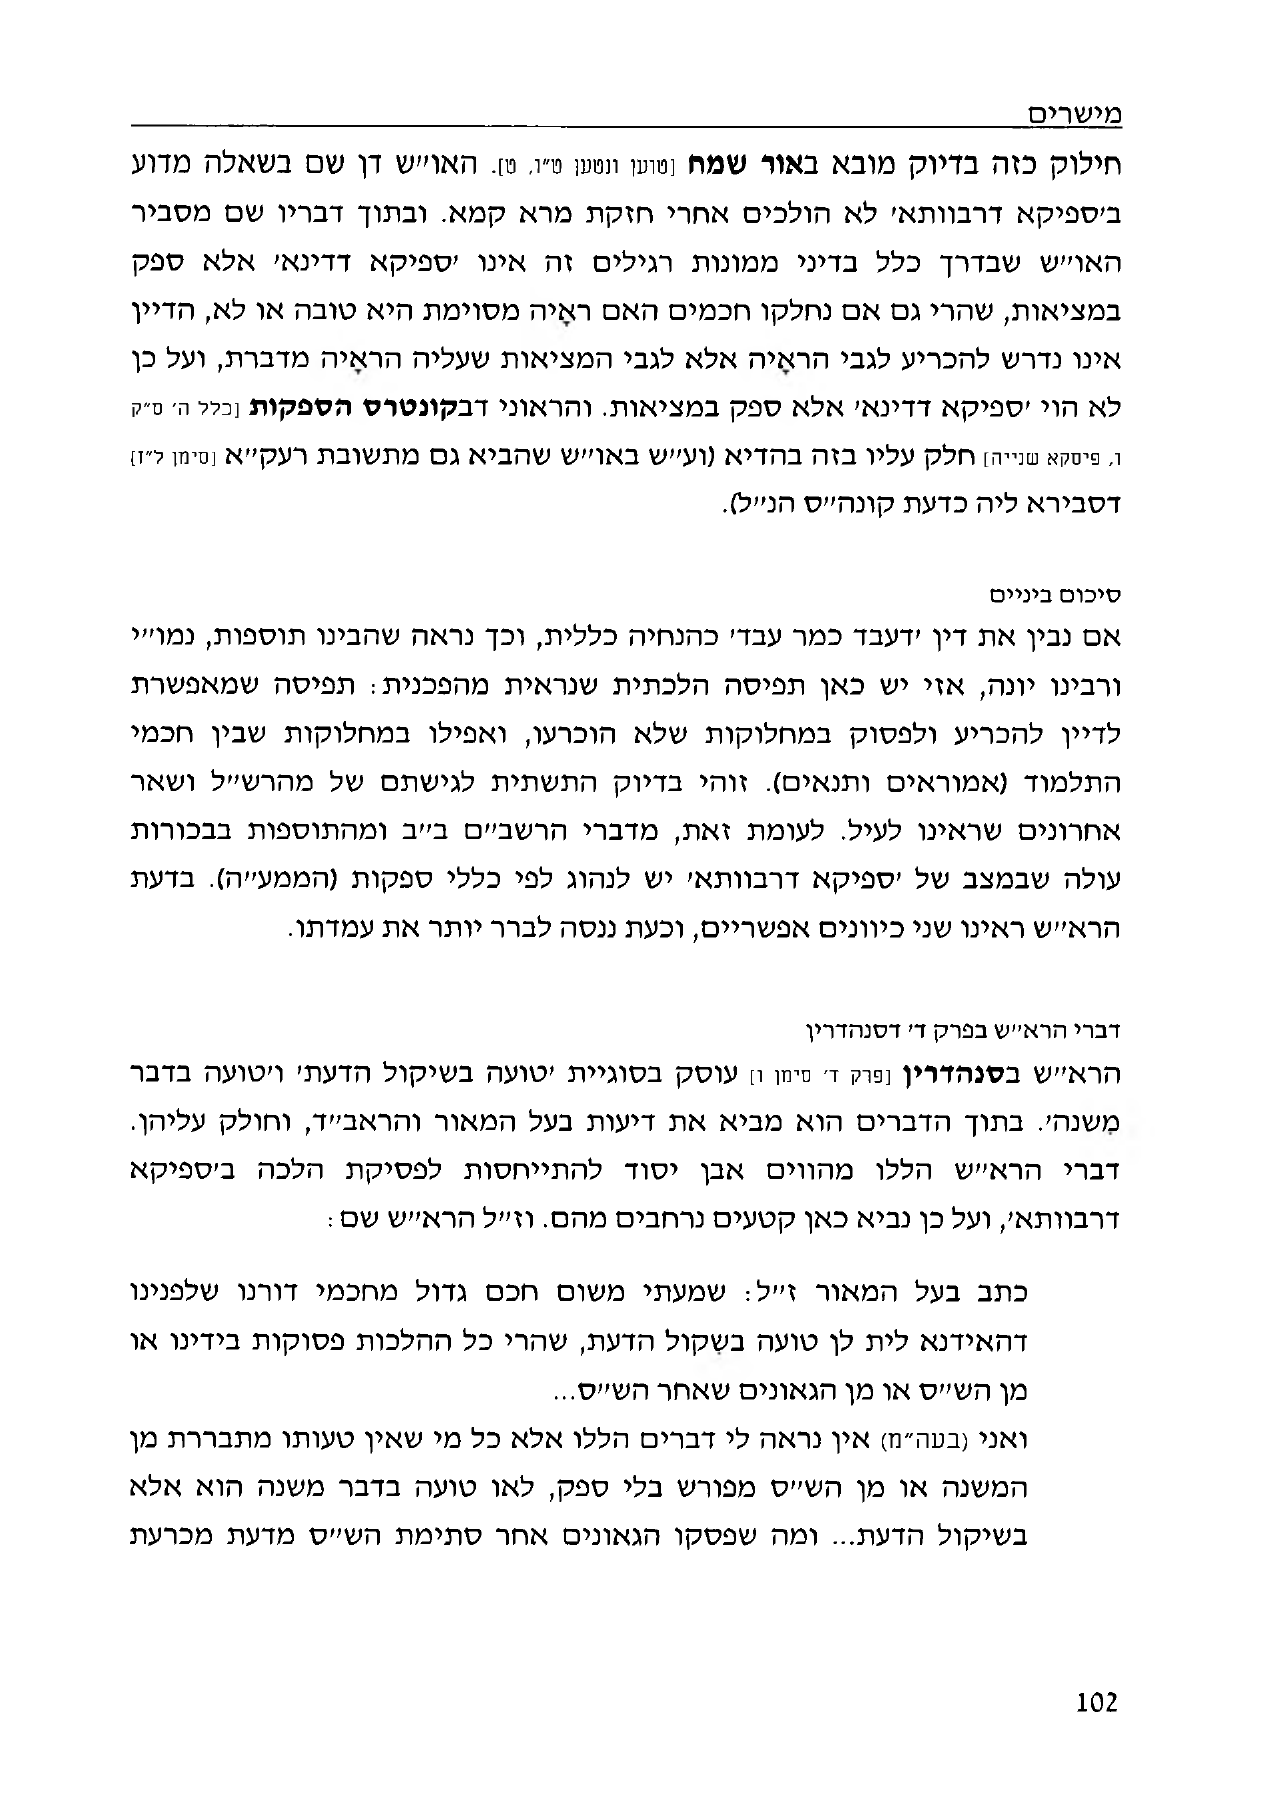 מישרים
חילוק כזה בדיוק מובא באור שמח [טוען ונטען ט״ו, ט]. האו״ש דן שם בשאלה מדוע
ב׳ספיקא דרבוותא׳ לא הולכים אחרי חזקת מרא קמא. ובתוך דבריו שם מסביר
האו״ש שבדרך כלל בדיני ממונות רגילים זה אינו ׳ספיקא דדינא׳ אלא ספק
במציאות, שהרי גם אם נחלקו חכמים האם ראָיה מסוימת היא טובה או לא, הדיין
אינו נדרש להכריע לגבי הראָיה אלא לגבי המציאות שעליה הראָיה מדברת, ועל כן
לא הוי ׳ספיקא דדינא׳ אלא ספק במציאות. והראוני דבקונטרס הספקות [כלל ה׳ ס״ק
ו, פיסקא שנייה] חלק עליו בזה בהדיא (וע״ש באו״ש שהביא גם מתשובת רעק״א [סימן ל״ז]
דסבירא ליה כדעת קונה״ס הנ״ל).
סיכום ביניים
אם נבין את דין ׳דעבד כמר עבד׳ כהנחיה כללית, וכך נראה שהבינו תוספות, נמו״י
ורבינו יונה, אזי יש כאן תפיסה הלכתית שנראית מהפכנית: תפיסה שמאפשרת
לדיין להכריע ולפסוק במחלוקות שלא הוכרעו, ואפילו במחלוקות שבין חכמי
התלמוד (אמוראים ותנאים). זוהי בדיוק התשתית לגישתם של מהרש״ל ושאר
אחרונים שראינו לעיל. לעומת זאת, מדברי הרשב״ם ב״ב ומהתוספות בבכורות
עולה שבמצב של ׳ספיקא דרבוותא׳ יש לנהוג לפי כללי ספקות (הממע״ה). בדעת
הרא״ש ראינו שני כיוונים אפשריים, וכעת ננסה לברר יותר את עמדתו.
דברי הרא״ש בפרק ד׳ דסנהדרין
הרא״ש בסנהדרין [פרק ד׳ סימן ו] עוסק בסוגיית ׳טועה בשיקול הדעת׳ ו׳טועה בדבר
מִשנה׳. בתוך הדברים הוא מביא את דיעות בעל המאור והראב״ד, וחולק עליהן.
דברי הרא״ש הללו מהווים אבן יסוד להתייחסות לפסיקת הלכה ב׳ספיקא
דרבוותא׳, ועל כן נביא כאן קטעים נרחבים מהם. וז״ל הרא״ש שם:
כתב בעל המאור ז״ל: שמעתי משום חכם גדול מחכמי דורנו שלפנינו
דהאידנא לית לן טועה בשִקול הדעת, שהרי כל ההלכות פסוקות בידינו או
מן הש״ס או מן הגאונים שאחר הש״ס...
ואני (בעה״מ) אין נראה לי דברים הללו אלא כל מי שאין טעותו מתבררת מן
המשנה או מן הש״ס מפורש בלי ספק, לאו טועה בדבר משנה הוא אלא
בשיקול הדעת... ומה שפסקו הגאונים אחר סתימת הש״ס מדעת מכרעת
102